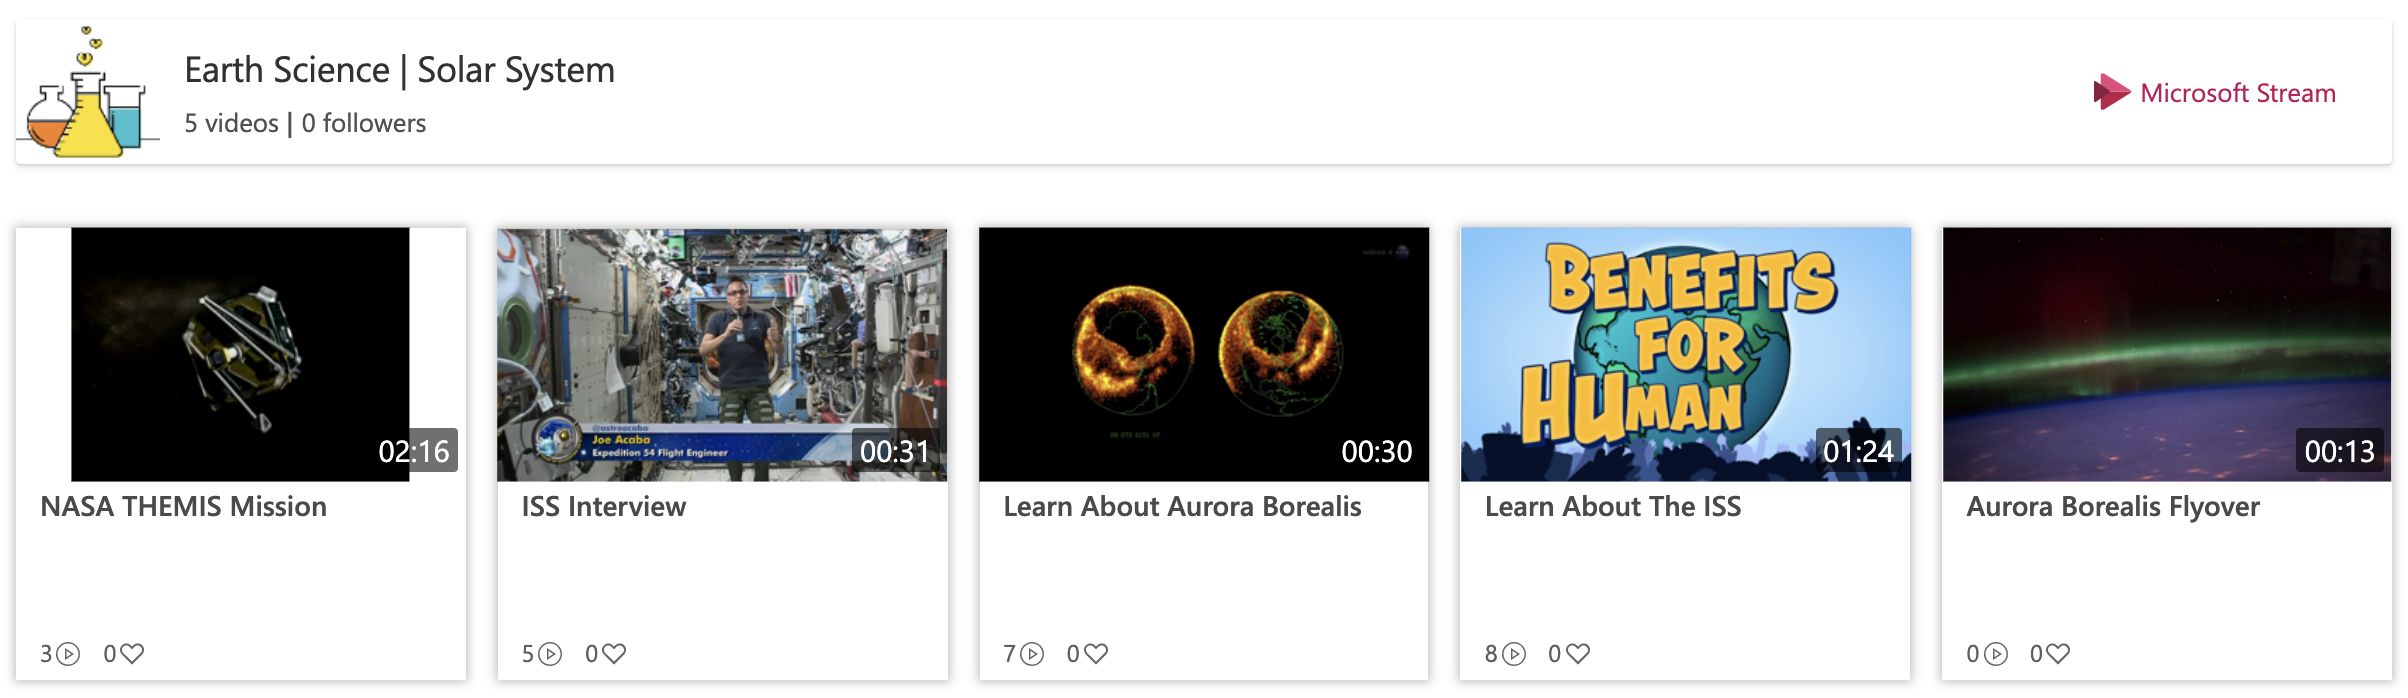 Earth Science | Solar System
5 videos | 0 followers
Microsoft Stream
02:16
NASA THEMIS Mission
3 0
@astroacaba
Joe Acaba
Expedition 54 Flight Engineer
00:31
ISS Interview
5 0
00:30
Learn About Aurora Borealis
7 0
BENEFITS
FOR
HUMAN
01:24
Learn About The ISS
8 0
00:13
Aurora Borealis Flyover
0 0